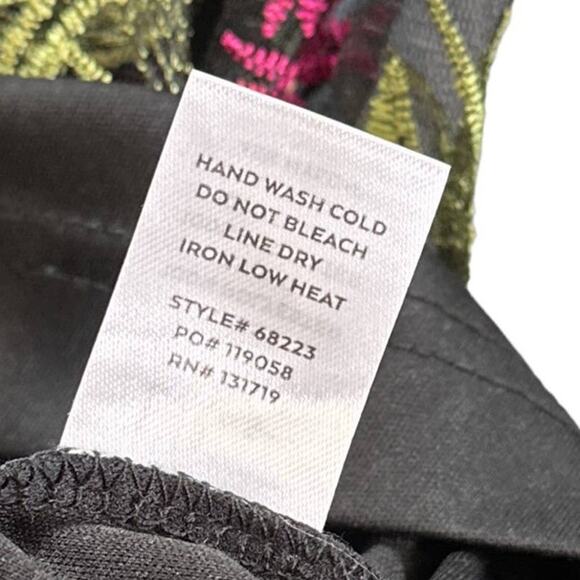 HAND WASH COLD
DO NOT BLEACH
LINE DRY
IRON LOW HEAT
STYLE# 68223
PO# 119058
RN# 131719